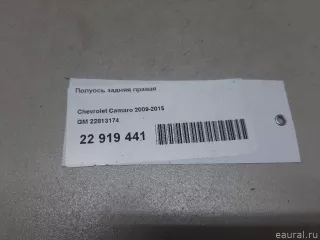 Полуось задняя правая
Chevrolet Camaro 2009-2015
GM 22813174
22 919 441
eaural.ru